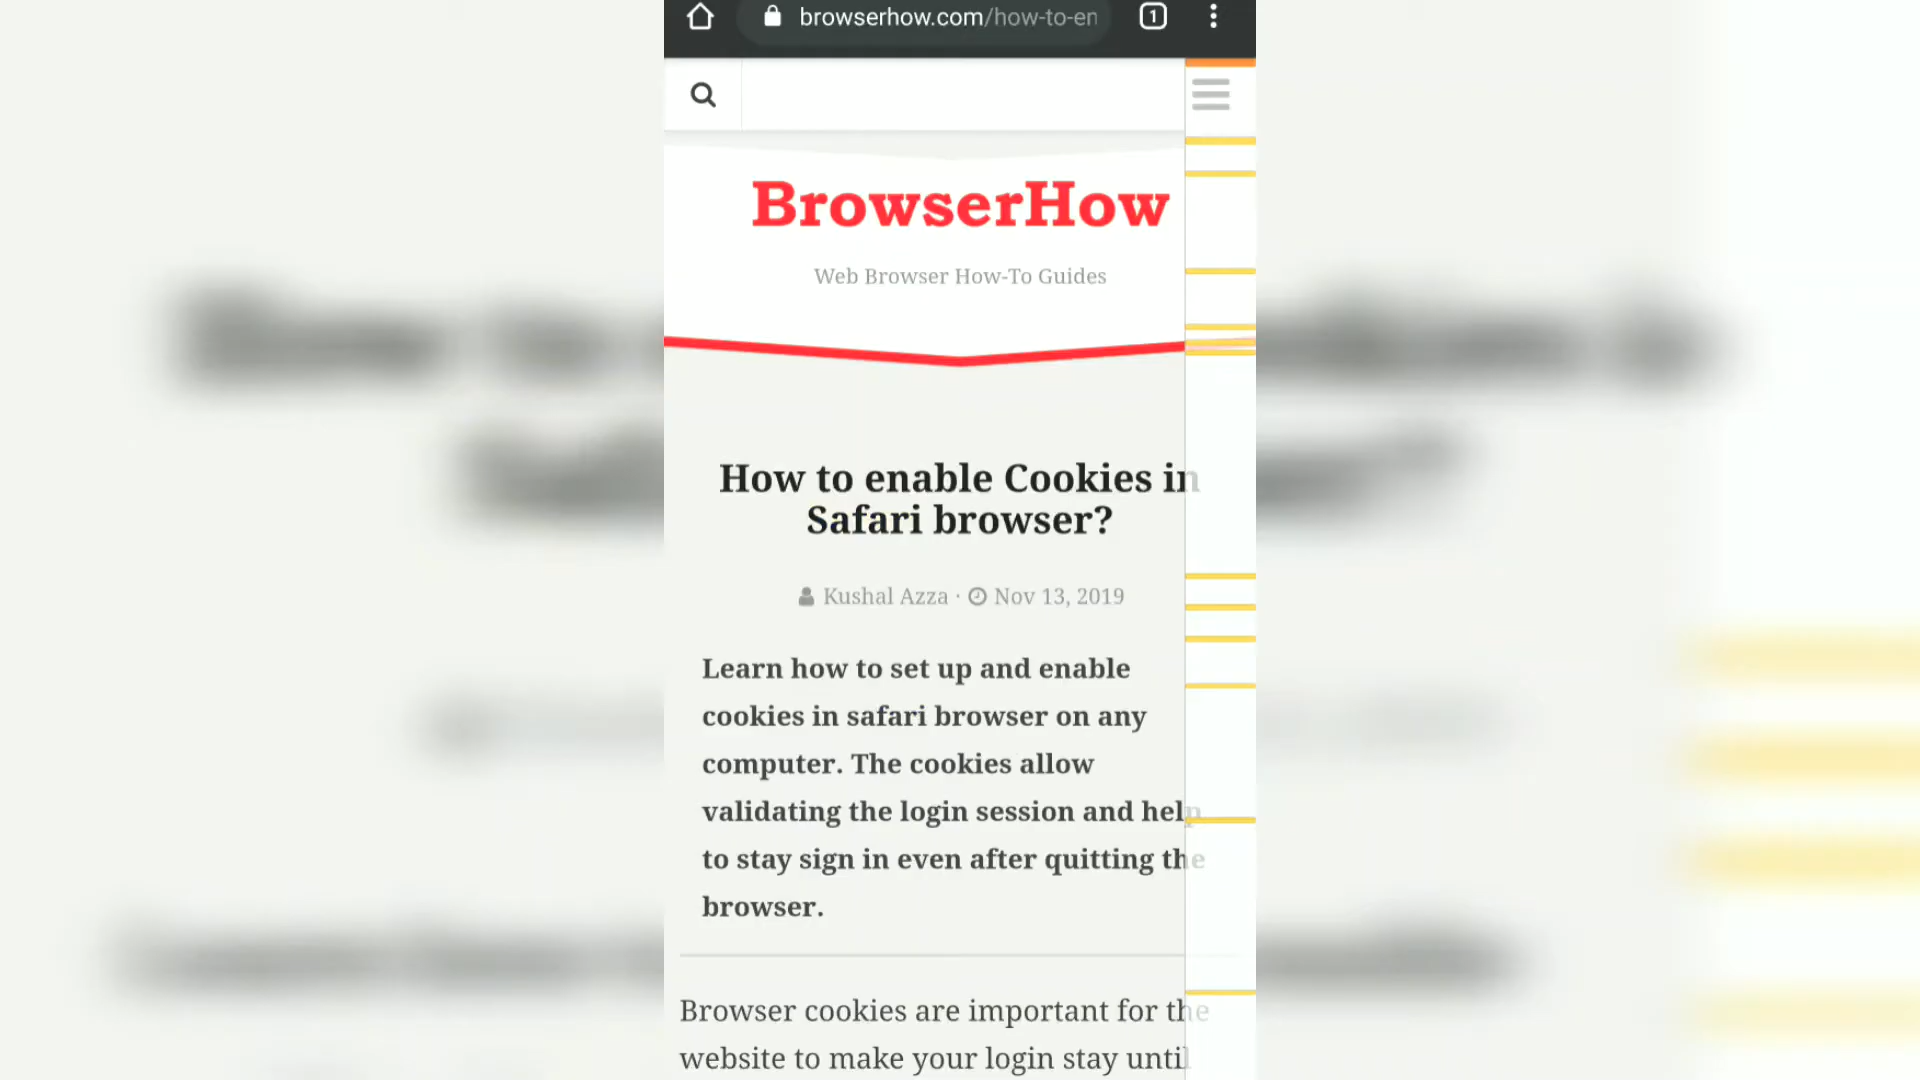 browserhow.com/how-to-en
1
BrowserHow
Web Browser How-To Guides
How to enable Cookies in
Safari browser?
Kushal Azza · Nov 13, 2019
Learn how to set up and enable
cookies in safari browser on any
computer. The cookies allow
validating the login session and help
to stay sign in even after quitting the
browser.
Browser cookies are important for the
website to make your login stay until